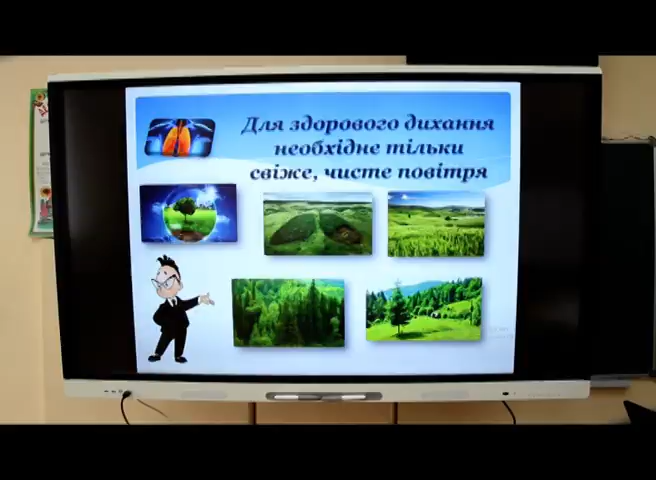 Для здорового дихання
необхідне тільки
свіже, чисте повітря